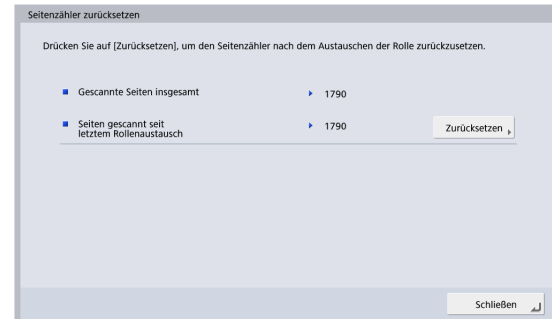 Seitenzähler zurücksetzen
Drücken Sie auf [Zurücksetzen], um den Seitenzähler nach dem Austauschen der Rolle zurückzusetzen.
Gescannte Seiten insgesamt 1790
Seiten gescannt seit
letztem Rollenaustausch 1790 Zurücksetzen
Schließen